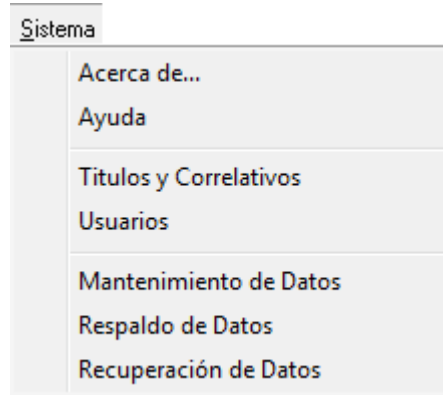 Sistema
Acerca de...
Ayuda
Titulos y Correlativos
Usuarios
Mantenimiento de Datos
Respaldo de Datos
Recuperación de Datos